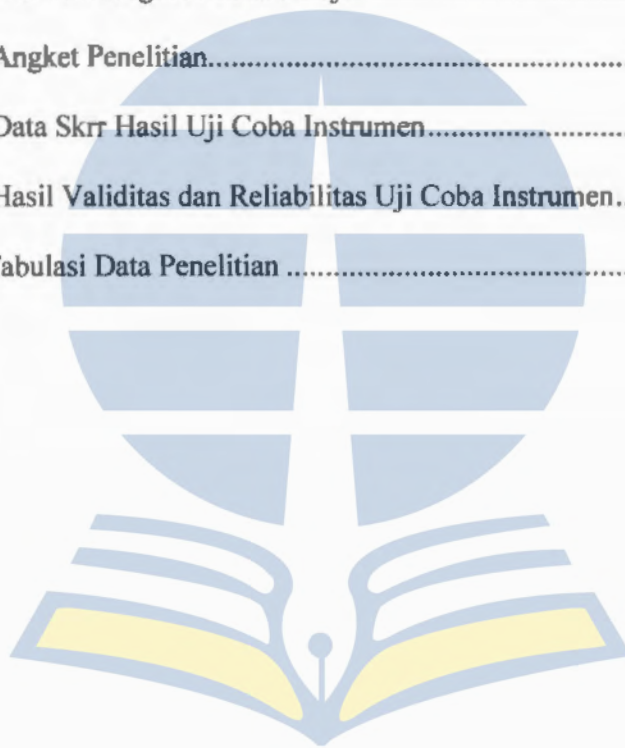 Angket Penelitian.....................................................
Data Skrr Hasil Uji Coba Instrumen.........................
Hasil Validitas dan Reliabilitas Uji Coba Instrumen..
Tabulasi Data Penelitian ..........................................